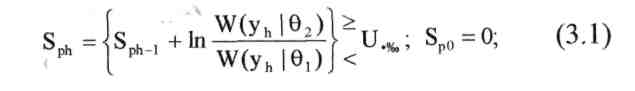 S_ph = { S_ph-1 + ln W(y_h | θ_2) / W(y_h | θ_1) } ≥ < U_·‰ ; S_p0 = 0; (3.1)